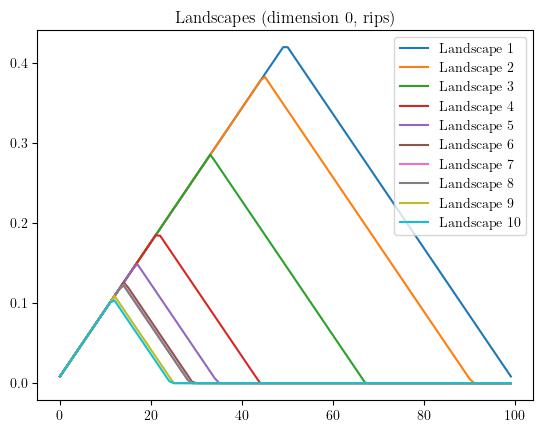 Landscapes (dimension 0, rips)
Landscape 1
Landscape 2
Landscape 3
Landscape 4
Landscape 5
Landscape 6
Landscape 7
Landscape 8
Landscape 9
Landscape 10
0.4
0.3
0.2
0.1
0.0
0 20 40 60 80 100